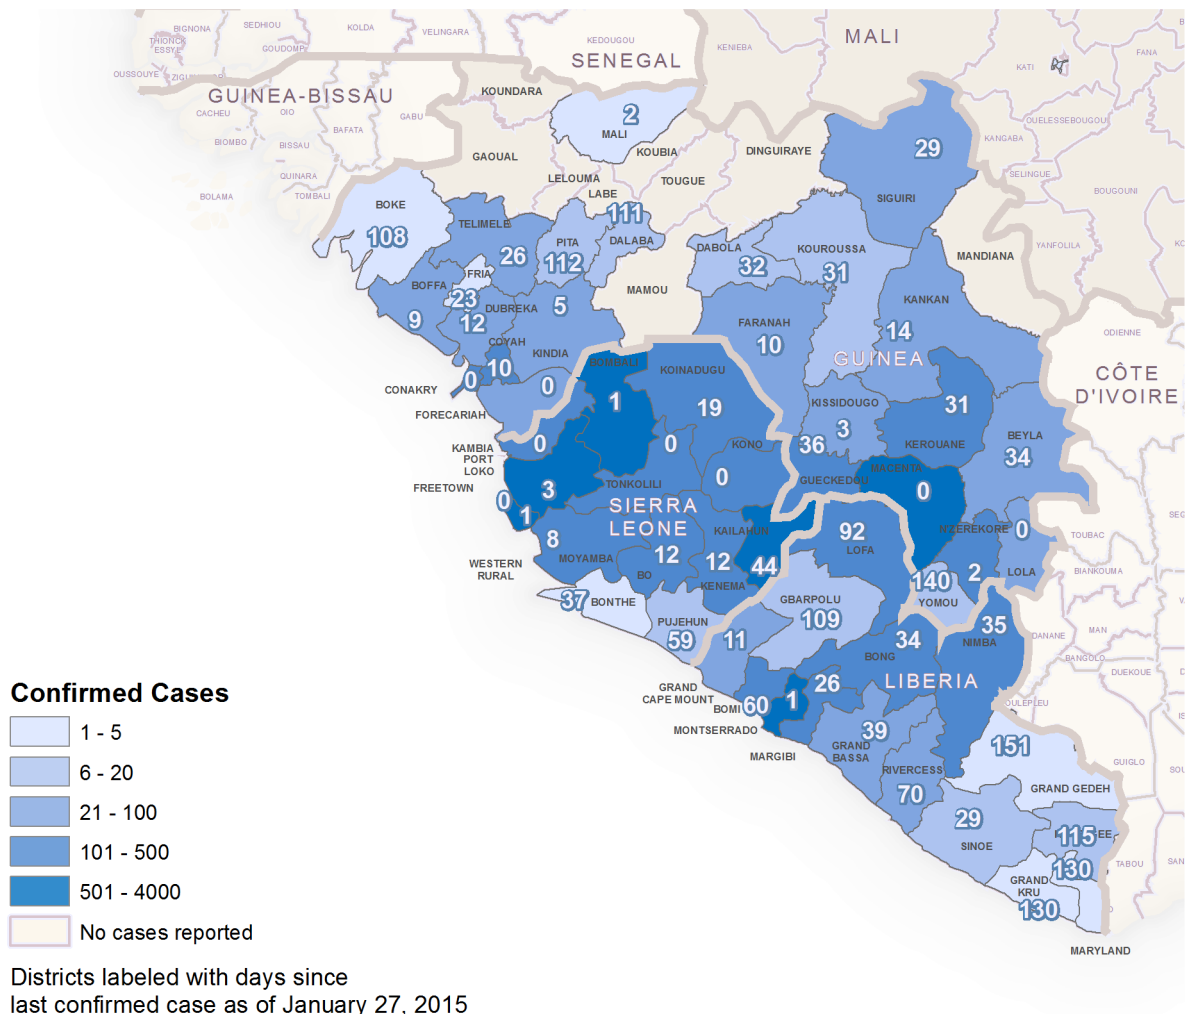 BIGNONA
SEDHIOU
KOLDA
VELINGARA
KEDOUGOU
KENIEBA
MALI
KATI
FANA
THIONCK
ESSYL
GOUDOMP
SENEGAL
OUSSOUYE
GUINEA-BISSAU
KOUNDARA
CACHEU
OIO
GABU
BAFATA
BIOMBO
BISSAU
QUINARA
TOMBALI
BOLAMA
2
MALI
KOUBIA
GAOUAL
LELOUMA
LABE
TOUGUE
DINGUIRAYE
29
SIGUIRI
OUELESSEBOUGOU
KANGABA
SELINGUE
BOUGOUNI
YANFOLILA
BOKE
108
TELIMELE
26
PITA
112
111
DALABA
DABOLA
32
KOUROUSSA
31
MANDIANA
FRIA
23
BOFFA
9
DUBREKA
12
5
MAMOU
KANKAN
14
FARANAH
10
GUINEA
ODIENNE
CÔTE
D'IVOIRE
COYAH
10
KINDIA
0
CONAKRY
0
FORECARIAH
BOMBALI
1
KOINADUGU
19
KISSIDOUGO
3
31
KEROUANE
BEYLA
34
KAMBIA
PORT
LOKO
FREETOWN
0
0
3
1
0
KONO
0
TONKOLILI
SIERRA
LEONE
36
GUECKEDOU
MACENTA
0
N'ZEREKORE
2
0
LOLA
TOUBAC
BIANKOUMA
8
MOYAMBA
WESTERN
RURAL
12
BO
12
KENEMA
KAILAHUN
44
92
LOFA
140
YOMOU
37
BONTHE
PUJEHUN
59
11
GBARPOLU
109
35
NIMBA
34
BONG
LIBERIA
DANANE
MAN
BANGOLO
DUEKOUE
GUIGLO
GRAND
CAPE MOUNT
BOMI
60
1
26
MONTSERRADO
MARGIBI
39
GRAND
BASSA
RIVERCESS
70
151
GRAND GEDEH
29
SINOE
115
130
GRAND
KRU
130
TABOU
MARYLAND
Confirmed Cases
1 - 5
6 - 20
21 - 100
101 - 500
501 - 4000
No cases reported
Districts labeled with days since
last confirmed case as of January 27, 2015